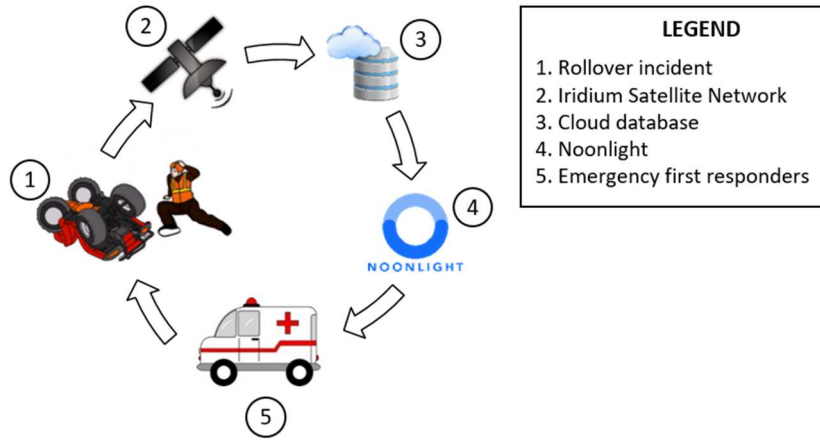 2
3
1
4
NOONLIGHT
5
LEGEND
1. Rollover incident
2. Iridium Satellite Network
3. Cloud database
4. Noonlight
5. Emergency first responders